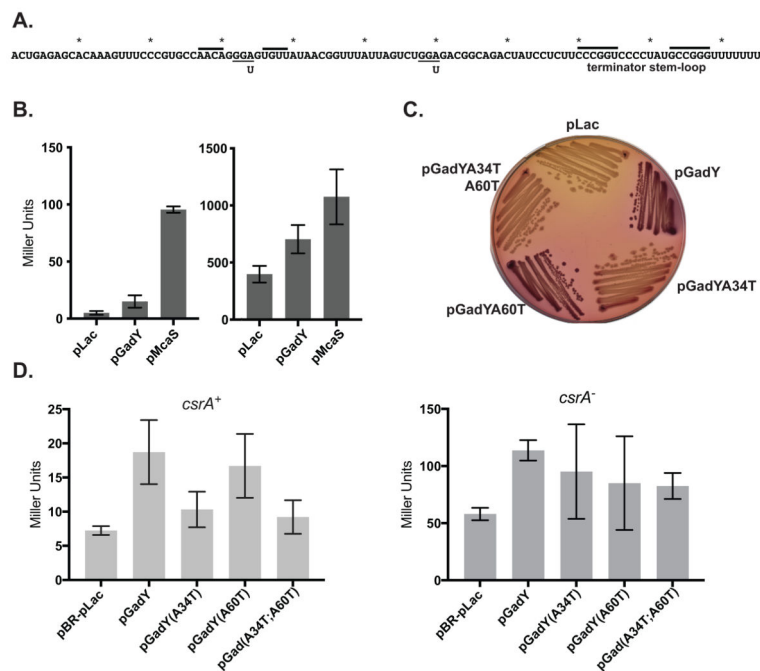 A.
* * * * * * * * * *
ACUGAGAGCACAAAGUUUCCCGUGCCAACAGGGAGUGUUAUAACGGUUUAUUAGUCUGGAGACGGCAGACUAUCCUCUUCCCGGUCCCCUAUGCCGGGUUUUUUU
U U terminator stem-loop
B.
Miller Units
150
100
50
0
pLac pGadY pMcaS
1500
1000
500
0
pLac pGadY pMcaS
C.
pLac
pGadYA34T
A60T
pGadY
pGadYA60T
pGadYA34T
D.
csrA+
Miller Units
25
20
15
10
5
0
pBR-pLac pGadY pGadY(A34T) pGadY(A60T) pGad(A34T;A60T)
csrA-
Miller Units
150
100
50
0
pBR-pLac pGadY pGadY(A34T) pGadY(A60T) pGad(A34T;A60T)